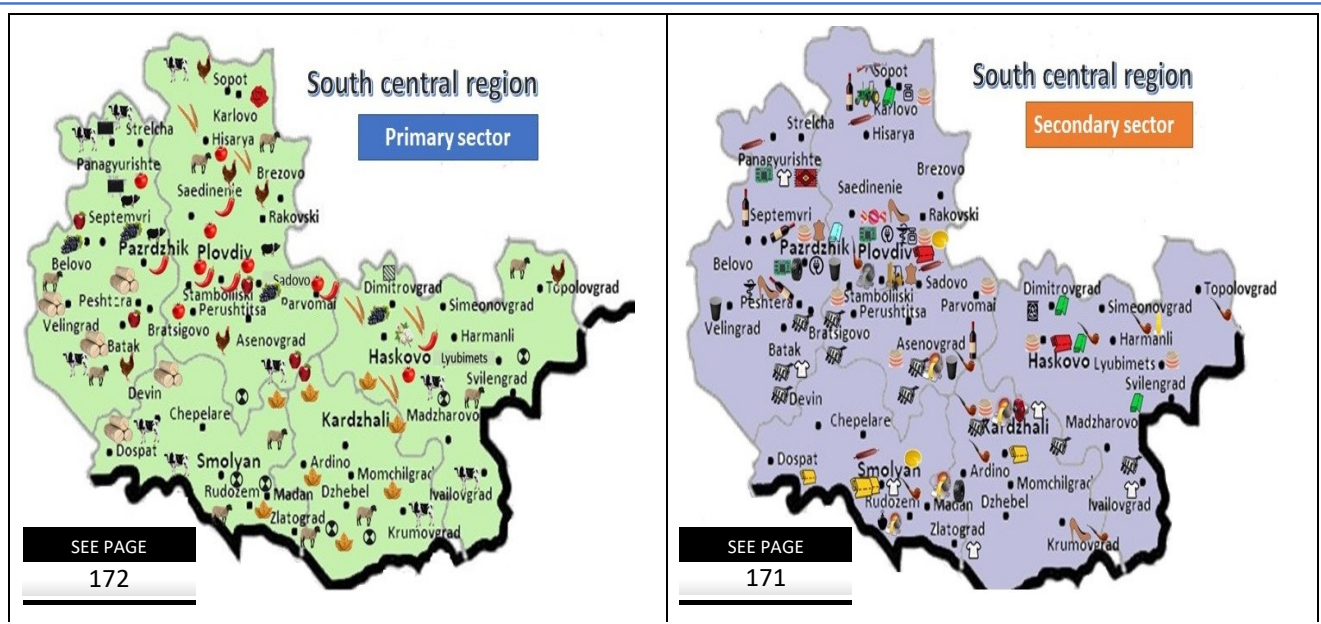 South central region
Primary sector
Sopot
Karlovo
Strelcha
Hisarya
Panagyurishte
Brezovo
Saedinenie
Septemvri
Rakovski
Pazrdzhik
Plovdiv
Belovo
Sadovo
Dimitrovgrad
Topolovgrad
Peshtera
Stamboliiski
Parvomai
Simeonovgrad
Perushtitsa
Velingrad
Bratsigovo
Harmanli
Batak
Asenovgrad
Haskovo
Lyubimets
Svilengrad
Devin
Chepelare
Kardzhali
Madzharovo
Dospat
Smolyan
Ardino
Momchilgrad
Rudozem
Madan
Dzhebel
Ivailovgrad
Zlatograd
Krumovgrad
SEE PAGE
172
South central region
Secondary sector
Sopot
Karlovo
Strelcha
Hisarya
Panagyurishte
Brezovo
Saedinenie
Septemvri
Rakovski
Pazrdzhik
Plovdiv
Belovo
Sadovo
Dimitrovgrad
Topolovgrad
Peshtera
Stamboliiski
Parvomai
Simeonovgrad
Perushtitsa
Velingrad
Bratsigovo
Harmanli
Batak
Asenovgrad
Haskovo
Lyubimets
Svilengrad
Devin
Chepelare
Kardzhali
Madzharovo
Dospat
Smolyan
Ardino
Momchilgrad
Rudozem
Madan
Dzhebel
Ivailovgrad
Zlatograd
Krumovgrad
SEE PAGE
171